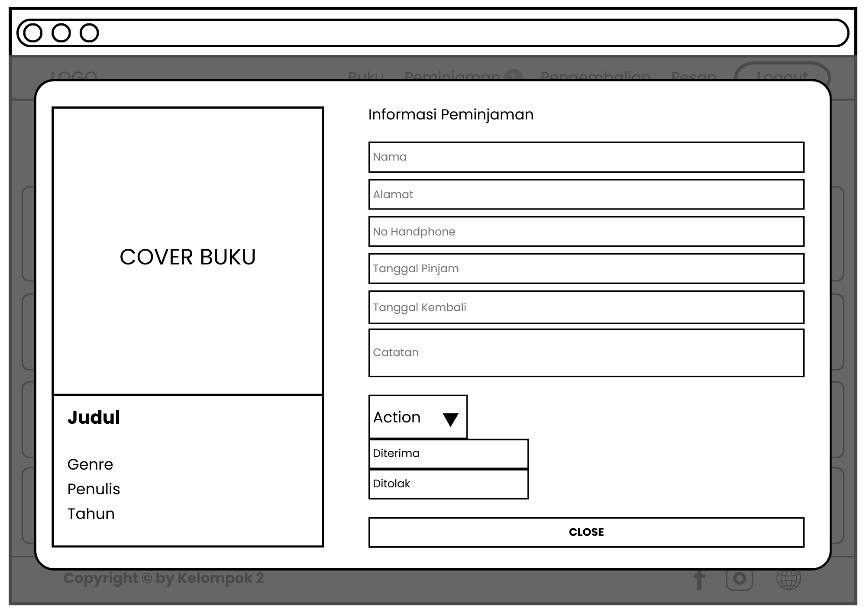 LOGO
Buku Peminjaman Pengembalian Pesan Logout
COVER BUKU
Judul
Genre
Penulis
Tahun
Informasi Peminjaman
Nama
Alamat
No Handphone
Tanggal Pinjam
Tanggal Kembali
Catatan
Action
Diterima
Ditolak
CLOSE
Copyright © by Kelompok 2